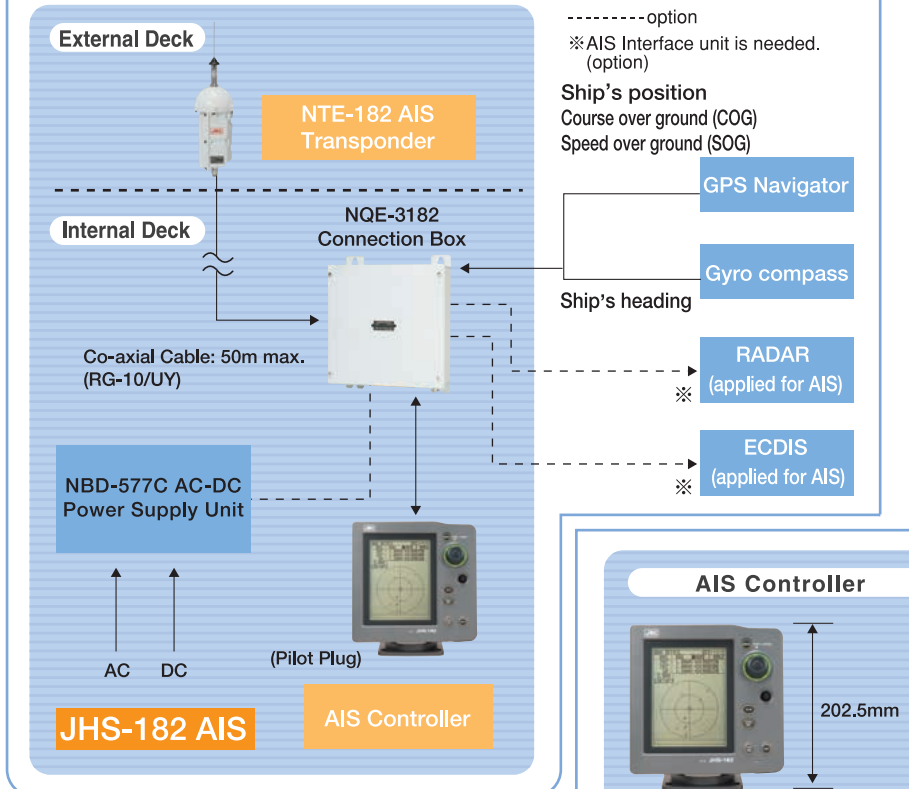 External Deck
NTE-182 AIS
Transponder
Internal Deck
NQE-3182
Connection Box
Co-axial Cable: 50m max.
(RG-10/UY)
NBD-577C AC-DC
Power Supply Unit
AC
DC
(Pilot Plug)
JHS-182 AIS
AIS Controller
option
※AIS Interface unit is needed.
(option)
Ship's position
Course over ground (COG)
Speed over ground (SOG)
GPS Navigator
Gyro compass
Ship's heading
RADAR
(applied for AIS)
※
ECDIS
(applied for AIS)
※
AIS Controller
JRC
202.5mm
JHS-182